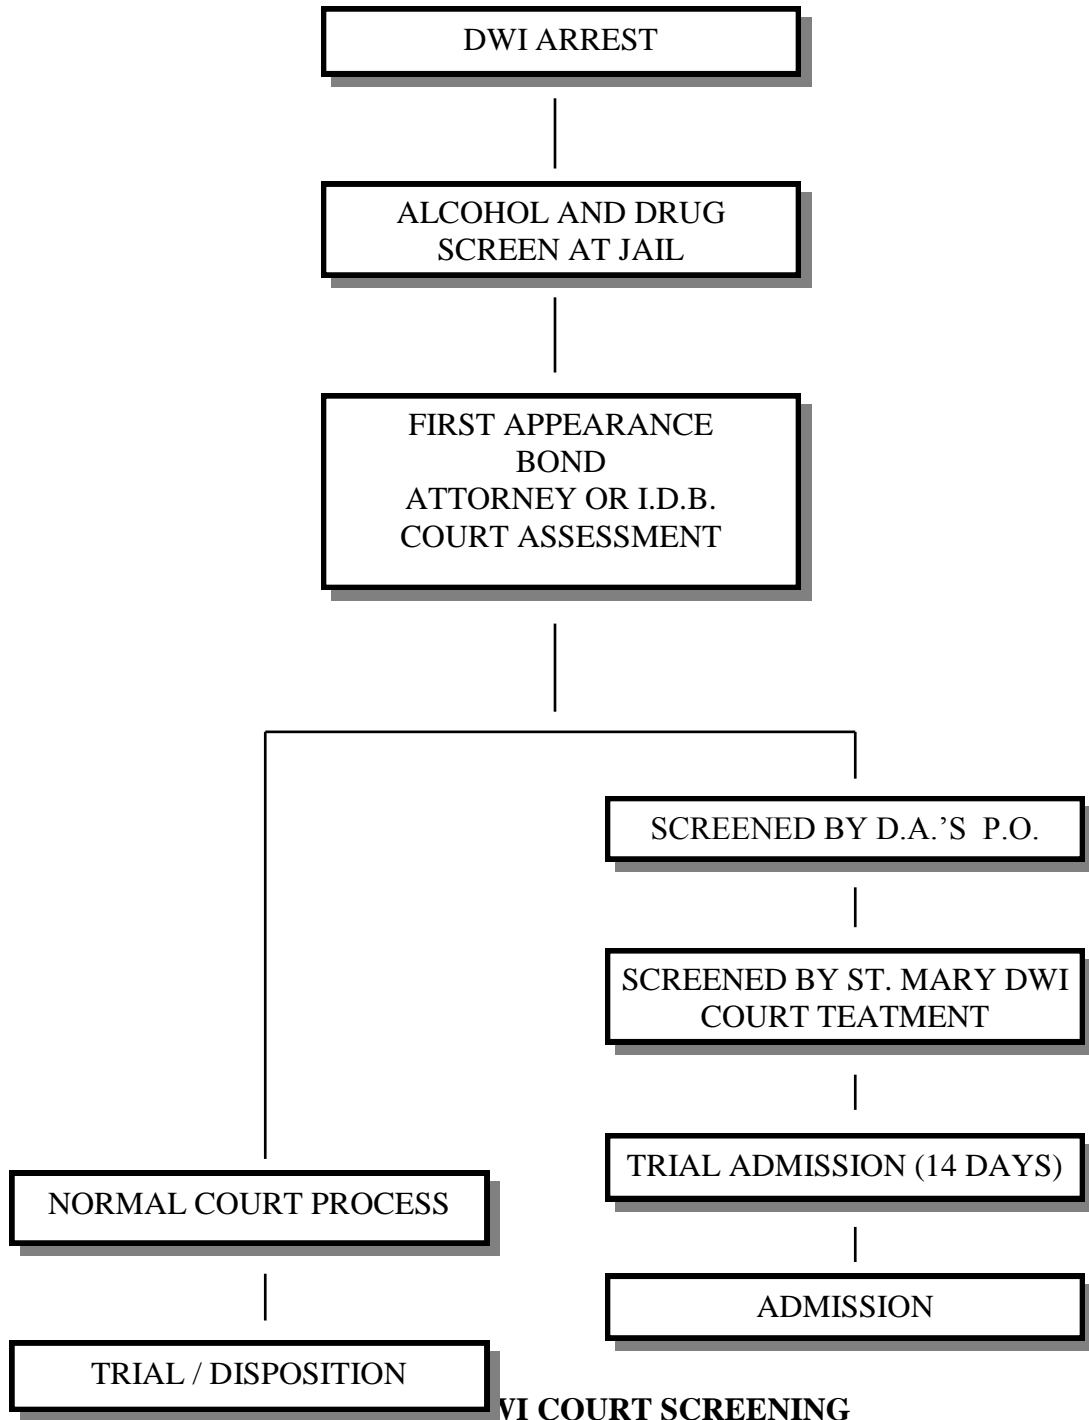 DWI ARREST
ALCOHOL AND DRUG
SCREEN AT JAIL
FIRST APPEARANCE
BOND
ATTORNEY OR I.D.B.
COURT ASSESSMENT
SCREENED BY D.A.'S P.O.
SCREENED BY ST. MARY DWI
COURT TEATMENT
TRIAL ADMISSION (14 DAYS)
NORMAL COURT PROCESS
ADMISSION
TRIAL / DISPOSITION
COURT SCREENING